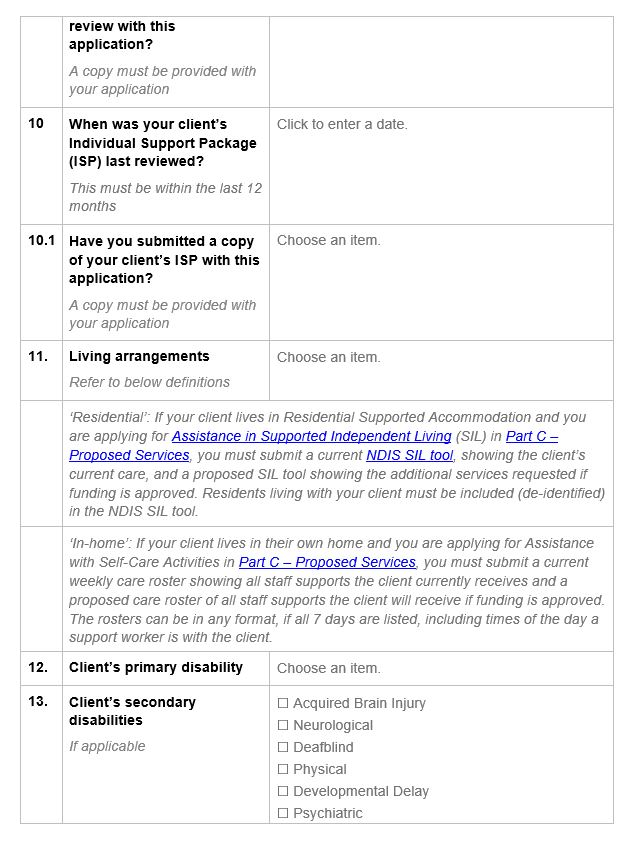 review with this
application?
A copy must be provided with
your application
10
When was your client's
Individual Support Package
(ISP) last reviewed?
This must be within the last 12
months
Click to enter a date.
10.1
Have you submitted a copy
of your client's ISP with this
application?
A copy must be provided with
your application
Choose an item.
11.
Living arrangements
Refer to below definitions
Choose an item.
'Residential': If your client lives in Residential Supported Accommodation and you
are applying for Assistance in Supported Independent Living (SIL) in Part C –
Proposed Services, you must submit a current NDIS SIL tool, showing the client's
current care, and a proposed SIL tool showing the additional services requested if
funding is approved. Residents living with your client must be included (de-identified)
in the NDIS SIL tool.
'In-home': If your client lives in their own home and you are applying for Assistance
with Self-Care Activities in Part C – Proposed Services, you must submit a current
weekly care roster showing all staff supports the client currently receives and a
proposed care roster of all staff supports the client will receive if funding is approved.
The rosters can be in any format, if all 7 days are listed, including times of the day a
support worker is with the client.
12.
Client's primary disability
Choose an item.
13.
Client's secondary
disabilities
If applicable
☐ Acquired Brain Injury
☐ Neurological
☐ Deafblind
☐ Physical
☐ Developmental Delay
☐ Psychiatric